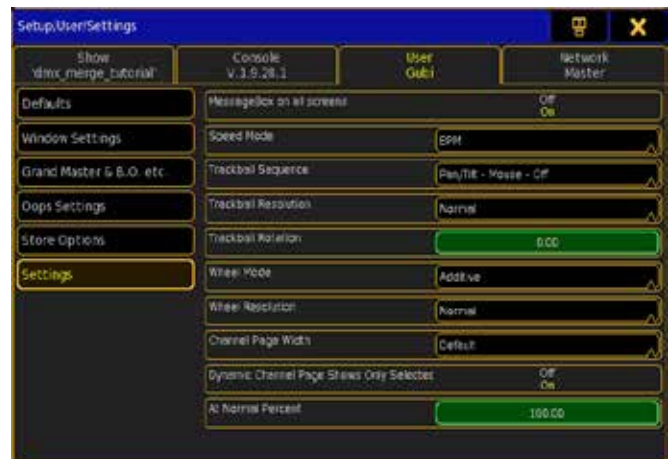 Setup,User/Settings
Show
'dmx_merge_tutorial'
Console
V.3.9.28.1
User
Gubi
Network
Master
Defaults
Window Settings
Grand Master & B.O. etc
Oops Settings
Store Options
Settings
MessageBox on all screens
Off
On
Speed Mode
BPM
Trackball Sequence
Pan/Tilt - Mouse - Off
Trackball Resolution
Normal
Trackball Rotation
0.00
Wheel Mode
Additive
Wheel Resolution
Normal
Channel Page Width
Default
Dynamic Channel Page Shows Only Selected
Off
On
At Normal Percent
100.00